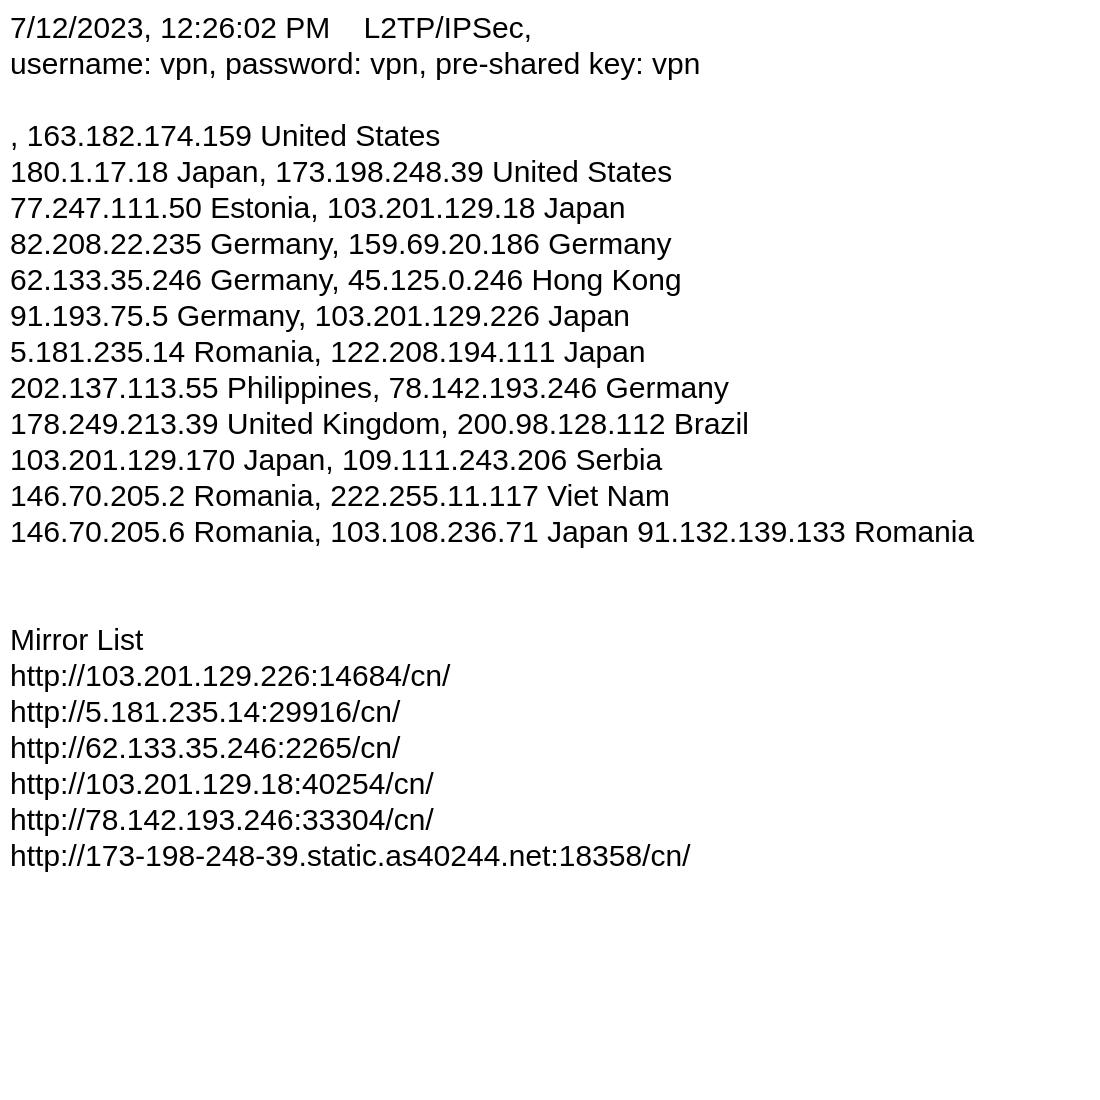 7/12/2023, 12:26:02 PM    L2TP/IPSec,
username: vpn, password: vpn, pre-shared key: vpn
, 163.182.174.159 United States
180.1.17.18 Japan, 173.198.248.39 United States
77.247.111.50 Estonia, 103.201.129.18 Japan
82.208.22.235 Germany, 159.69.20.186 Germany
62.133.35.246 Germany, 45.125.0.246 Hong Kong
91.193.75.5 Germany, 103.201.129.226 Japan
5.181.235.14 Romania, 122.208.194.111 Japan
202.137.113.55 Philippines, 78.142.193.246 Germany
178.249.213.39 United Kingdom, 200.98.128.112 Brazil
103.201.129.170 Japan, 109.111.243.206 Serbia
146.70.205.2 Romania, 222.255.11.117 Viet Nam
146.70.205.6 Romania, 103.108.236.71 Japan 91.132.139.133 Romania
Mirror List
http://103.201.129.226:14684/cn/
http://5.181.235.14:29916/cn/
http://62.133.35.246:2265/cn/
http://103.201.129.18:40254/cn/
http://78.142.193.246:33304/cn/
http://173-198-248-39.static.as40244.net:18358/cn/